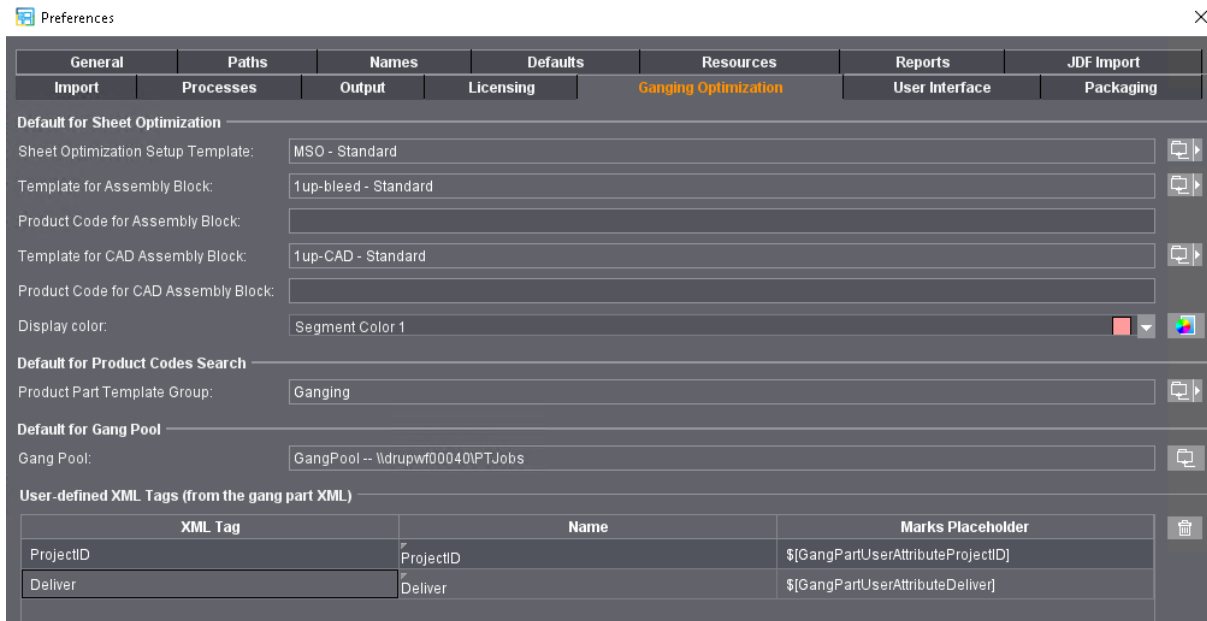 Preferences
General Paths Names Defaults Resources Reports JDF Import
Import Processes Output Licensing Ganging Optimization User Interface Packaging
Default for Sheet Optimization
Sheet Optimization Setup Template: MSO - Standard
Template for Assembly Block: 1up-bleed - Standard
Product Code for Assembly Block:
Template for CAD Assembly Block: 1up-CAD - Standard
Product Code for CAD Assembly Block:
Display color: Segment Color 1
Default for Product Codes Search
Product Part Template Group: Ganging
Default for Gang Pool
Gang Pool: GangPool -- \\drupwf00040\PTJobs
User-defined XML Tags (from the gang part XML)
XML Tag Name Marks Placeholder
ProjectID ProjectID $[GangPartUserAttributeProjectID]
Deliver Deliver $[GangPartUserAttributeDeliver]